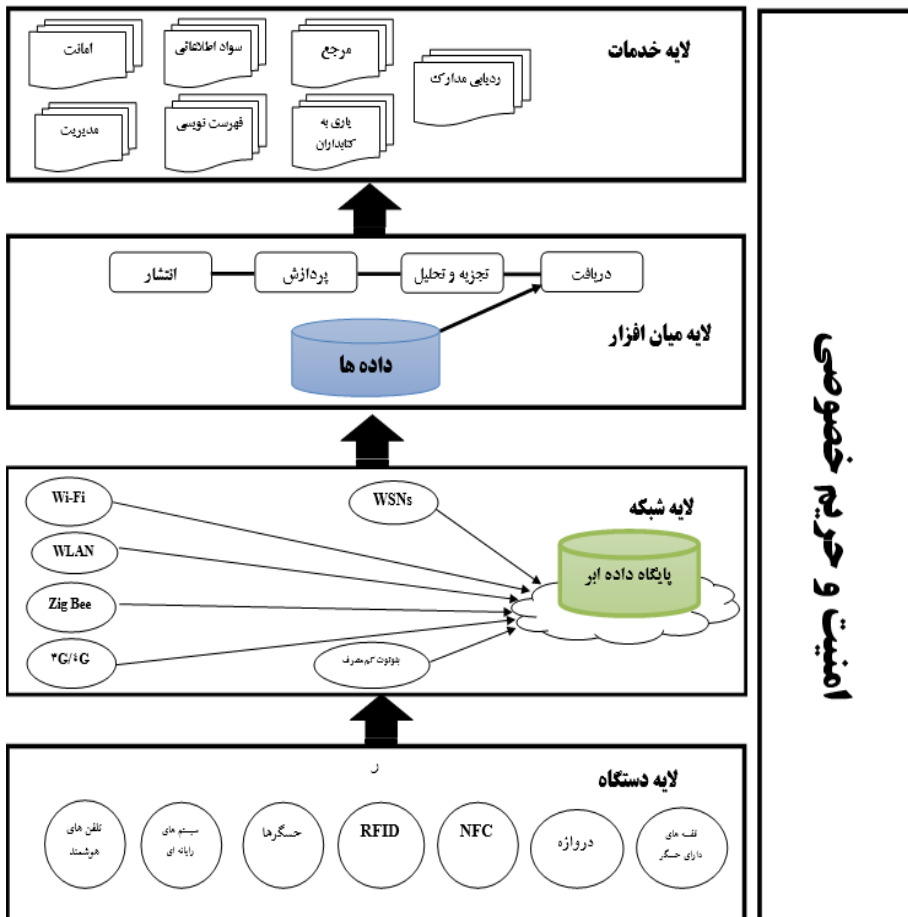 لایه خدمات
امانت
سواد اطلاعاتی
مرجع
ردیابی مدارک
مدیریت
فهرست نویسی
یاری به
کتابداران
انتشار
پردازش
تجزیه و تحلیل
دریافت
لایه میان افزار
داده ها
لایه شبکه
Wi-Fi
WSNs
WLAN
پایگاه داده ابر
Zig Bee
۳G/٤G
بلوتوث کم مصرف
لایه دستگاه
ر
تلفن های
هوشمند
سیستم های
رایانه ای
حسگرها
RFID
NFC
دروازه
قفسه های
دارای حسگر
امنیت و حریم خصوصی